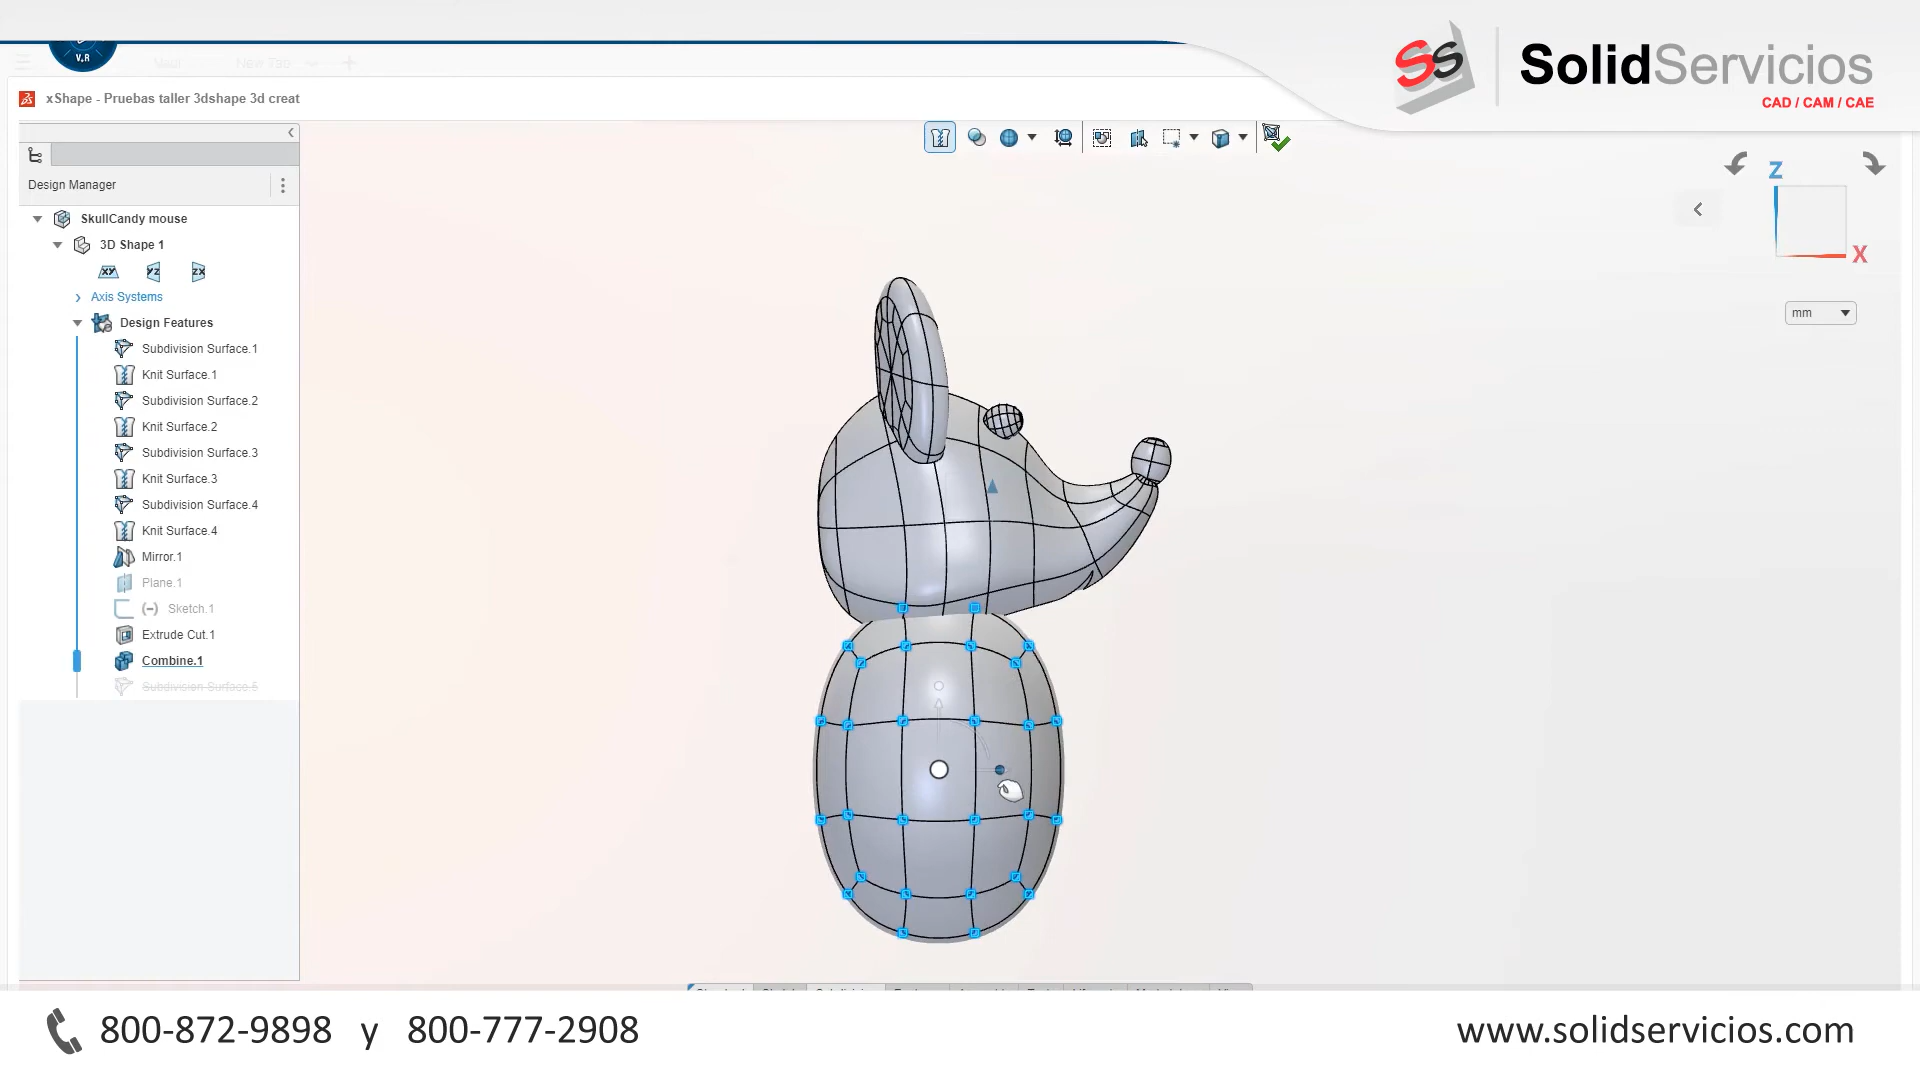 V.R
New Tab
SS
SolidServicios
CAD / CAM / CAE
xShape - Pruebas taller 3dshape 3d creat
Design Manager
SkullCandy mouse
3D Shape 1
XY
YZ
ZX
Axis Systems
Design Features
Subdivision Surface.1
Knit Surface.1
Subdivision Surface.2
Knit Surface.2
Subdivision Surface.3
Knit Surface.3
Subdivision Surface.4
Knit Surface.4
Mirror.1
Plane.1
(-) Sketch.1
Extrude Cut.1
Combine.1
Subdivision Surface.5
Z
X
mm
800-872-9898 y 800-777-2908
www.solidservicios.com